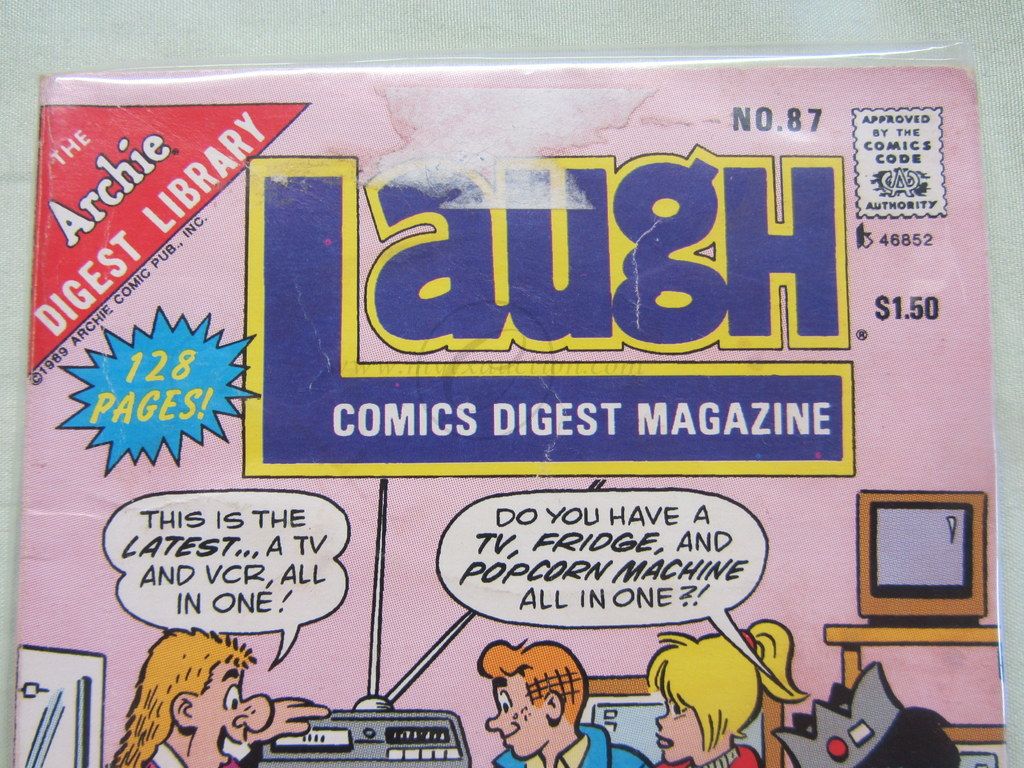 THE
Archie
DIGEST LIBRARY
©1989 ARCHIE COMIC PUB., INC.
NO.87
APPROVED
BY THE
COMICS
CODE
AUTHORITY
46852
$1.50
LaugH
®
COMICS DIGEST MAGAZINE
128
PAGES!
THIS IS THE
LATEST... A TV
AND VCR, ALL
IN ONE!
DO YOU HAVE A
TV, FRIDGE, AND
POPCORN MACHINE
ALL IN ONE?!